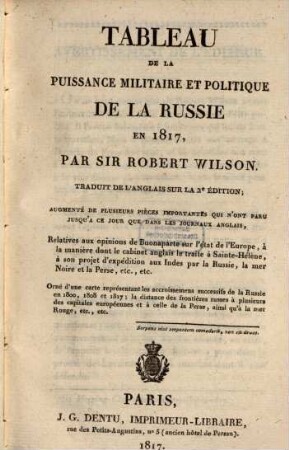 TABLEAU
DE LA
PUISSANCE MILITAIRE ET POLITIQUE
DE LA RUSSIE
EN 1817,
PAR SIR ROBERT WILSON.
TRADUIT DE L'ANGLAIS SUR LA 3e ÉDITION;
AUGMENTÉ DE PLUSIEURS PIÈCES IMPORTANTES QUI N'ONT PARU
JUSQU'A CE JOUR QUE DANS LES JOURNAUX ANGLAIS,
Relatives aux opinions de Buonaparte sur l'état de l'Europe, à
la manière dont le cabinet anglais le traite à Sainte-Hélène,
à son projet d'expédition aux Indes par la Russie, la mer
Noire et la Perse, etc., etc.
Orné d'une carte représentant les accroissemens successifs de la Russie
en 1800, 1808 et 1817; la distance des frontières russes à plusieurs
des capitales européennes et à celle de la Perse, ainsi qu'à la mer
Rouge, etc., etc.
PARIS,
J. G. DENTU, IMPRIMEUR-LIBRAIRE,
rue des Petits-Augustins, n° 5 (ancien hôtel de Persan).
1817.